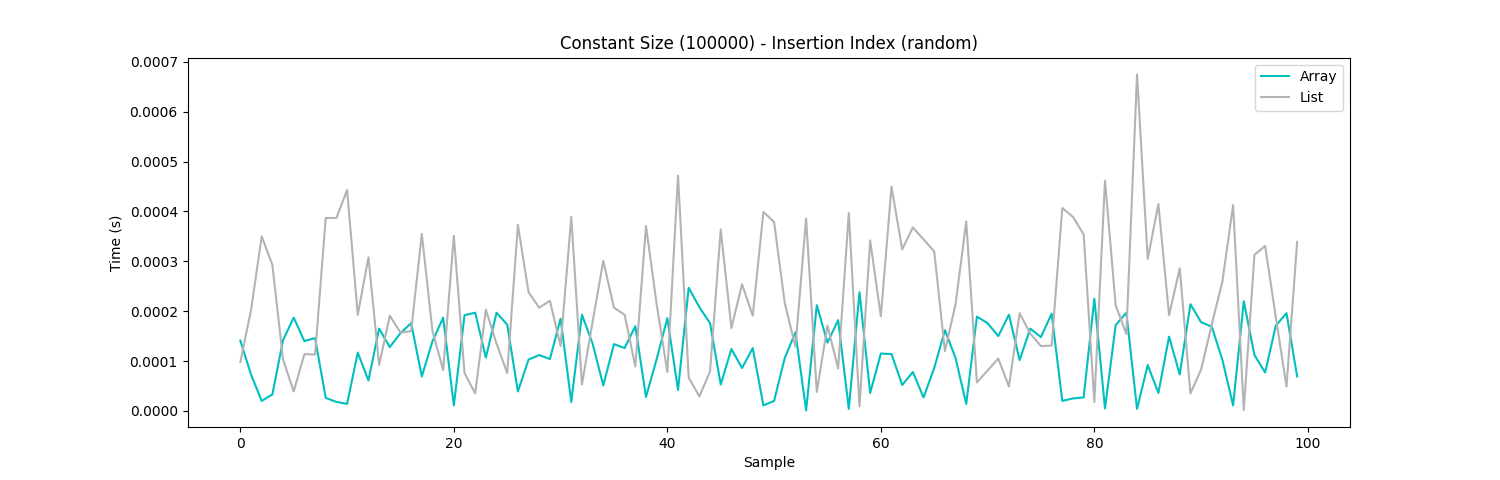 Constant Size (100000) - Insertion Index (random)
0.0007
0.0006
0.0005
0.0004
0.0003
0.0002
0.0001
0.0000
Time (s)
Array
List
0 20 40 60 80 100
Sample